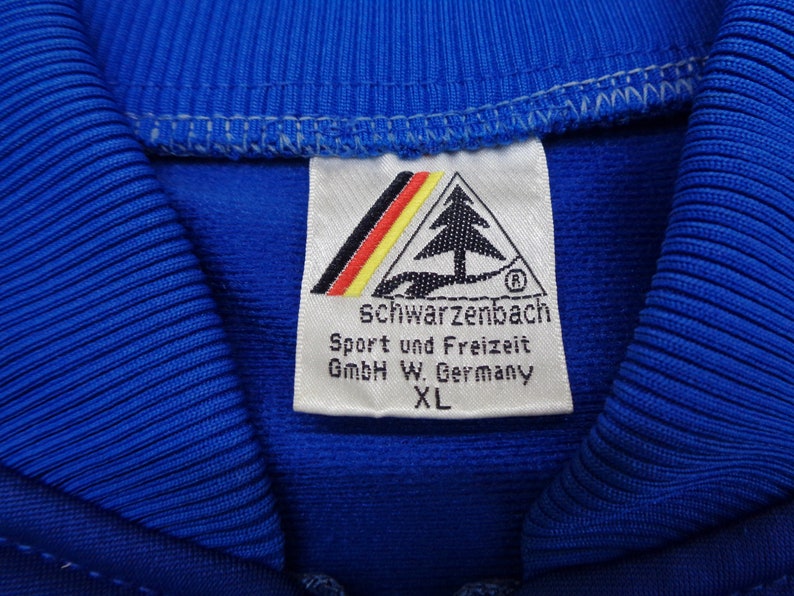 ®
schwarzenbach
Sport und Freizeit
GmbH W. Germany
XL